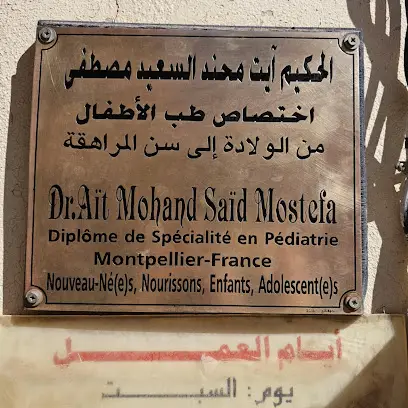 الحكيم آيت محند السعيد مصطفى
اختصاص طب الأطفال
من الولادة إلى سن المراهقة
Dr.Aït Mohand Saïd Mostefa
Diplôme de Spécialité en Pédiatrie
Montpellier-France
Nouveau-Né(e)s, Nourissons, Enfants, Adolescent(e)s
أيام العمل
يوم: السبت